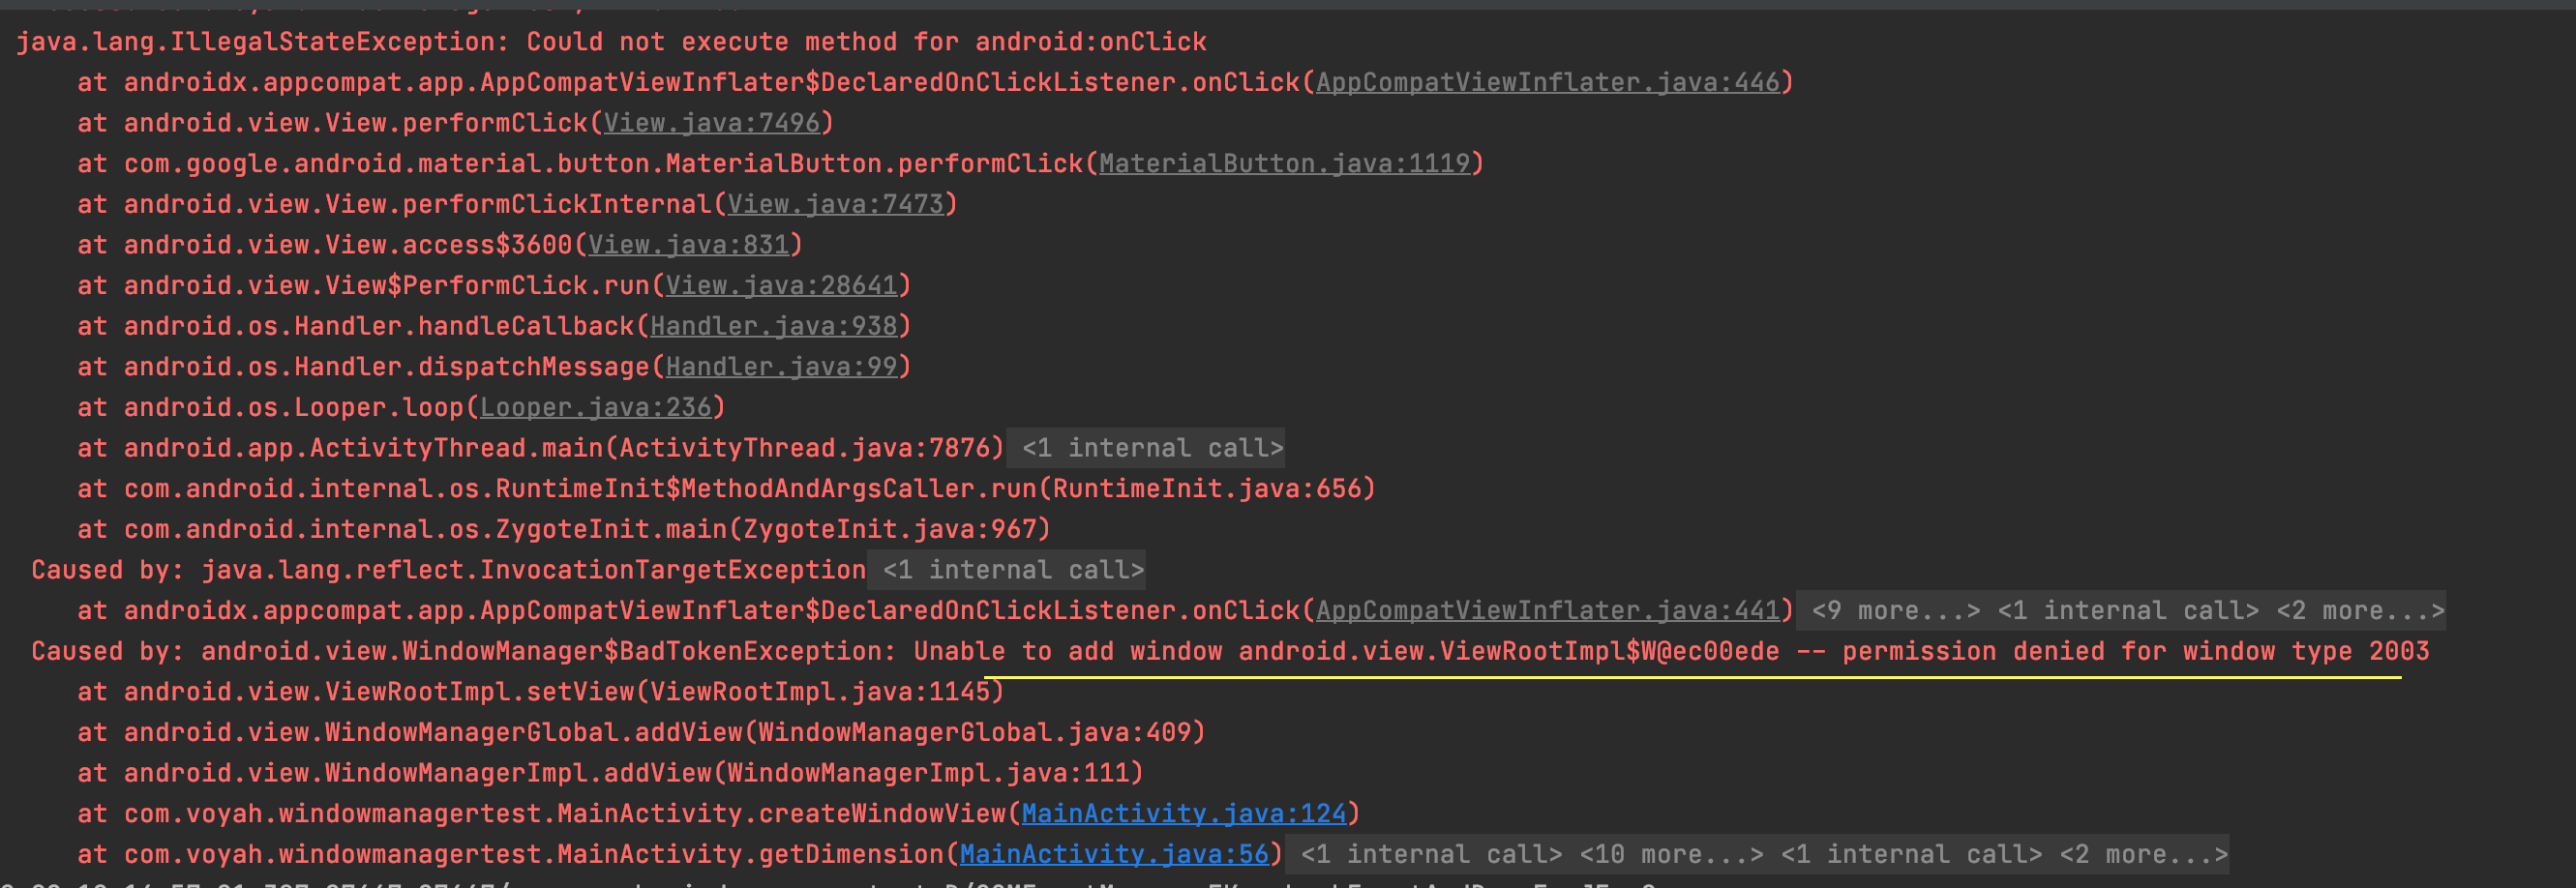 java.lang.IllegalStateException: Could not execute method for android:onClick
at androidx.appcompat.app.AppCompatViewInflater$DeclaredOnClickListener.onClick(AppCompatViewInflater.java:446)
at android.view.View.performClick(View.java:7496)
at com.google.android.material.button.MaterialButton.performClick(MaterialButton.java:1119)
at android.view.View.performClickInternal(View.java:7473)
at android.view.View.access$3600(View.java:831)
at android.view.View$PerformClick.run(View.java:28641)
at android.os.Handler.handleCallback(Handler.java:938)
at android.os.Handler.dispatchMessage(Handler.java:99)
at android.os.Looper.loop(Looper.java:236)
at android.app.ActivityThread.main(ActivityThread.java:7876) <1 internal call>
at com.android.internal.os.RuntimeInit$MethodAndArgsCaller.run(RuntimeInit.java:656)
at com.android.internal.os.ZygoteInit.main(ZygoteInit.java:967)
Caused by: java.lang.reflect.InvocationTargetException <1 internal call>
at androidx.appcompat.app.AppCompatViewInflater$DeclaredOnClickListener.onClick(AppCompatViewInflater.java:441) <9 more...> <1 internal call> <2 more...>
Caused by: android.view.WindowManager$BadTokenException: Unable to add window android.view.ViewRootImpl$W@ec00ede -- permission denied for window type 2003
at android.view.ViewRootImpl.setView(ViewRootImpl.java:1145)
at android.view.WindowManagerGlobal.addView(WindowManagerGlobal.java:409)
at android.view.WindowManagerImpl.addView(WindowManagerImpl.java:111)
at com.voyah.windowmanagertest.MainActivity.createWindowView(MainActivity.java:124)
at com.voyah.windowmanagertest.MainActivity.getDimension(MainActivity.java:56) <1 internal call> <10 more...> <1 internal call> <2 more...>